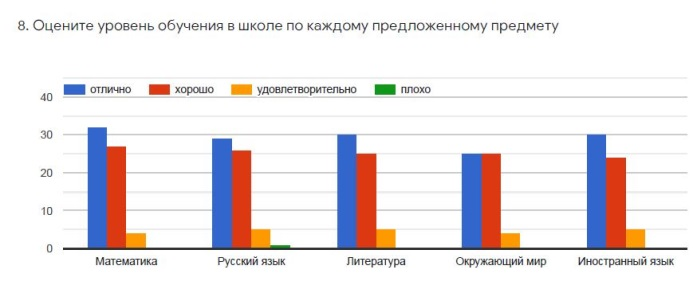 8. Оцените уровень обучения в школе по каждому предложенному предмету
отлично хорошо удовлетворительно плохо
40
30
20
10
0
Математика Русский язык Литература Окружающий мир Иностранный язык